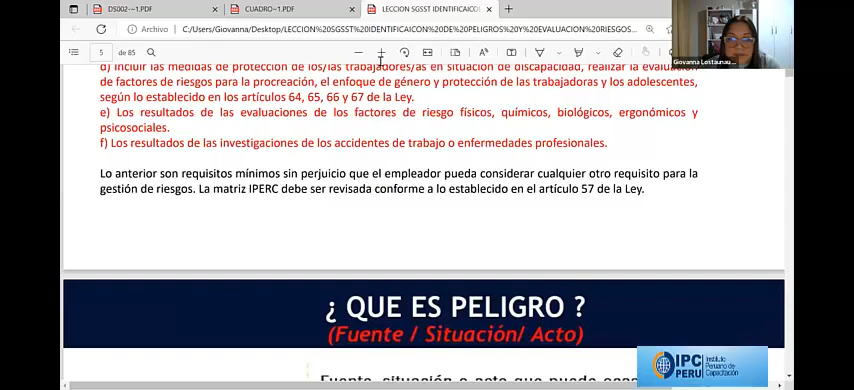 DS002-~1.PDF
CUADRO~1.PDF
LECCION SGSST IDENTIFICAICON
Archivo
C:/Users/Giovanna/Desktop/LECCION%20SGSST%20IDENTIFICAICON%20DE%20PELIGROS%20Y%20EVALUACION%20RIESGOS...
5 de 85
Giovanna Lostaunau ...
d) Incluir las medidas de protección de los/las trabajadores/as en situación de discapacidad, realizar la evaluación
de factores de riesgos para la procreación, el enfoque de género y protección de las trabajadoras y los adolescentes,
según lo establecido en los artículos 64, 65, 66 y 67 de la Ley.
e) Los resultados de las evaluaciones de los factores de riesgo físicos, químicos, biológicos, ergonómicos y
psicosociales.
f) Los resultados de las investigaciones de los accidentes de trabajo o enfermedades profesionales.
Lo anterior son requisitos mínimos sin perjuicio que el empleador pueda considerar cualquier otro requisito para la
gestión de riesgos. La matriz IPERC debe ser revisada conforme a lo establecido en el artículo 57 de la Ley.
¿ QUE ES PELIGRO ?
(Fuente / Situación/ Acto)
IPC PERU
Instituto
Peruano de
Capacitación
Fuente, situación o acto que puede